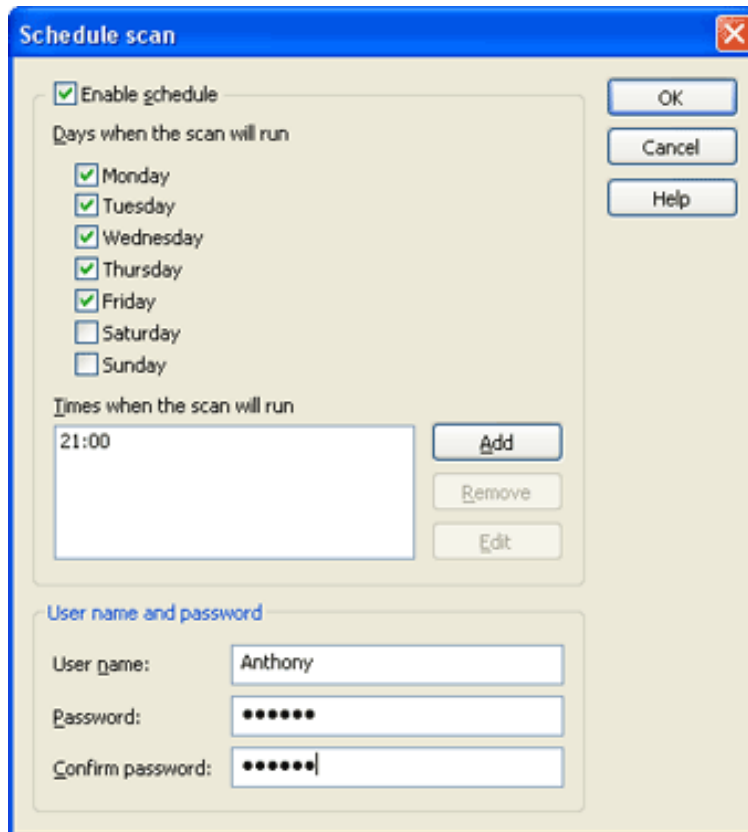 Schedule scan
Enable schedule
OK
Days when the scan will run
Cancel
Monday
Help
Tuesday
Wednesday
Thursday
Friday
Saturday
Sunday
Times when the scan will run
21:00
Add
Remove
Edit
User name and password
User name: Anthony
Password: ••••••
Confirm password: ••••••